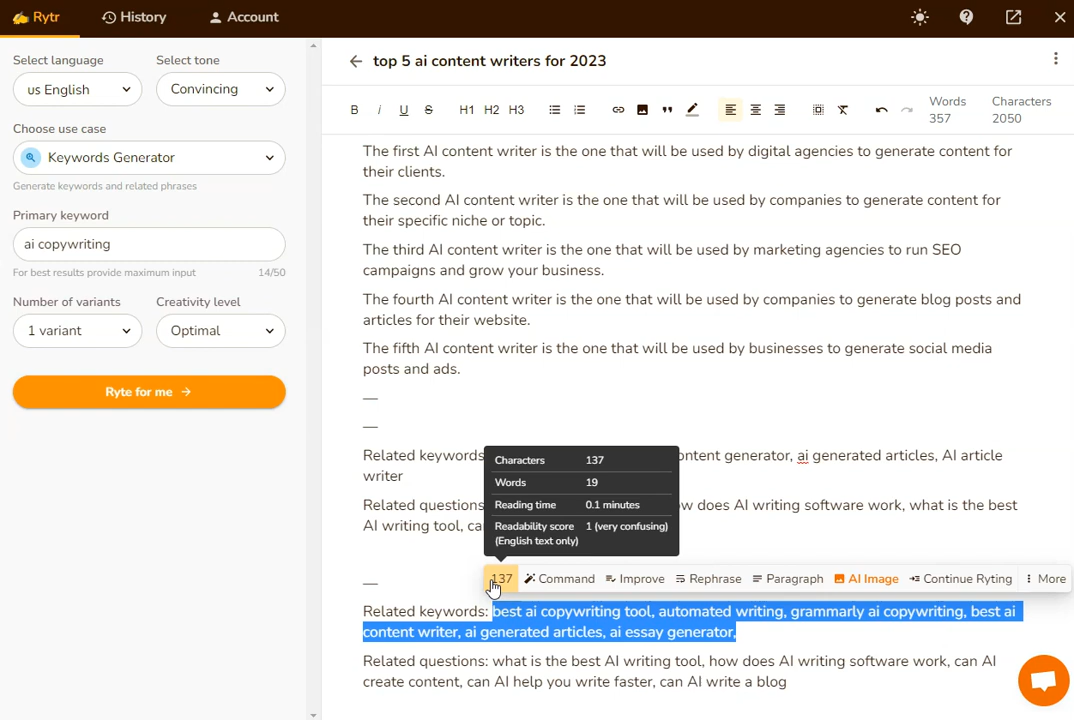 Rytr
History
Account
Select language
Select tone
us English
Convincing
Choose use case
Keywords Generator
Generate keywords and related phrases
Primary keyword
ai copywriting
For best results provide maximum input
14/50
Number of variants
Creativity level
1 variant
Optimal
Ryte for me →
top 5 ai content writers for 2023
B i U S H1 H2 H3
Words
357
Characters
2050
The first AI content writer is the one that will be used by digital agencies to generate content for
their clients.
The second AI content writer is the one that will be used by companies to generate content for
their specific niche or topic.
The third AI content writer is the one that will be used by marketing agencies to run SEO
campaigns and grow your business.
The fourth AI content writer is the one that will be used by companies to generate blog posts and
articles for their website.
The fifth AI content writer is the one that will be used by businesses to generate social media
posts and ads.
—
—
Related keywords ontent generator, ai generated articles, AI article
writer
Related questions ow does AI writing software work, what is the best
AI writing tool, ca
Characters 137
Words 19
Reading time 0.1 minutes
Readability score 1 (very confusing)
(English text only)
—
137 Command Improve Rephrase Paragraph AI Image Continue Ryting More
Related keywords: best ai copywriting tool, automated writing, grammarly ai copywriting, best ai
content writer, ai generated articles, ai essay generator,
Related questions: what is the best AI writing tool, how does AI writing software work, can AI
create content, can AI help you write faster, can AI write a blog